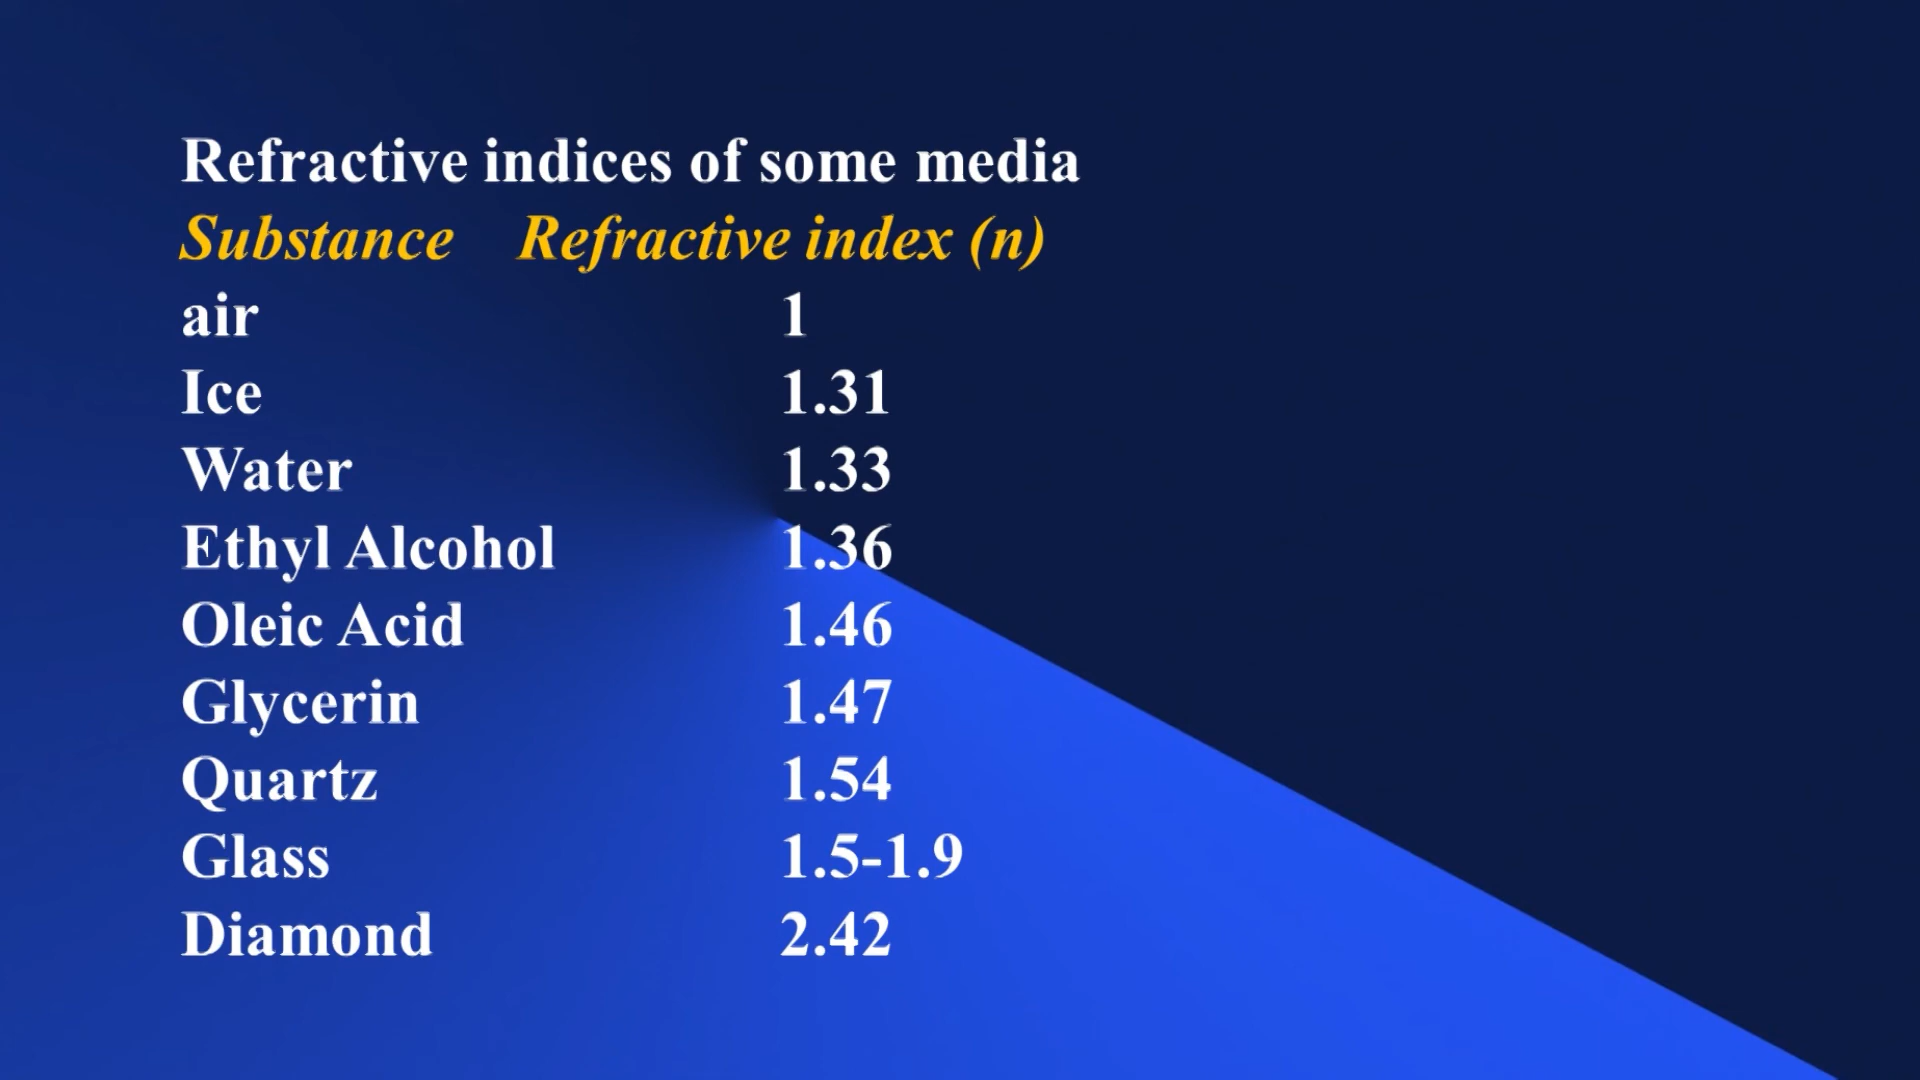 Refractive indices of some media
Substance Refractive index (n)
air 1
Ice 1.31
Water 1.33
Ethyl Alcohol 1.36
Oleic Acid 1.46
Glycerin 1.47
Quartz 1.54
Glass 1.5-1.9
Diamond 2.42